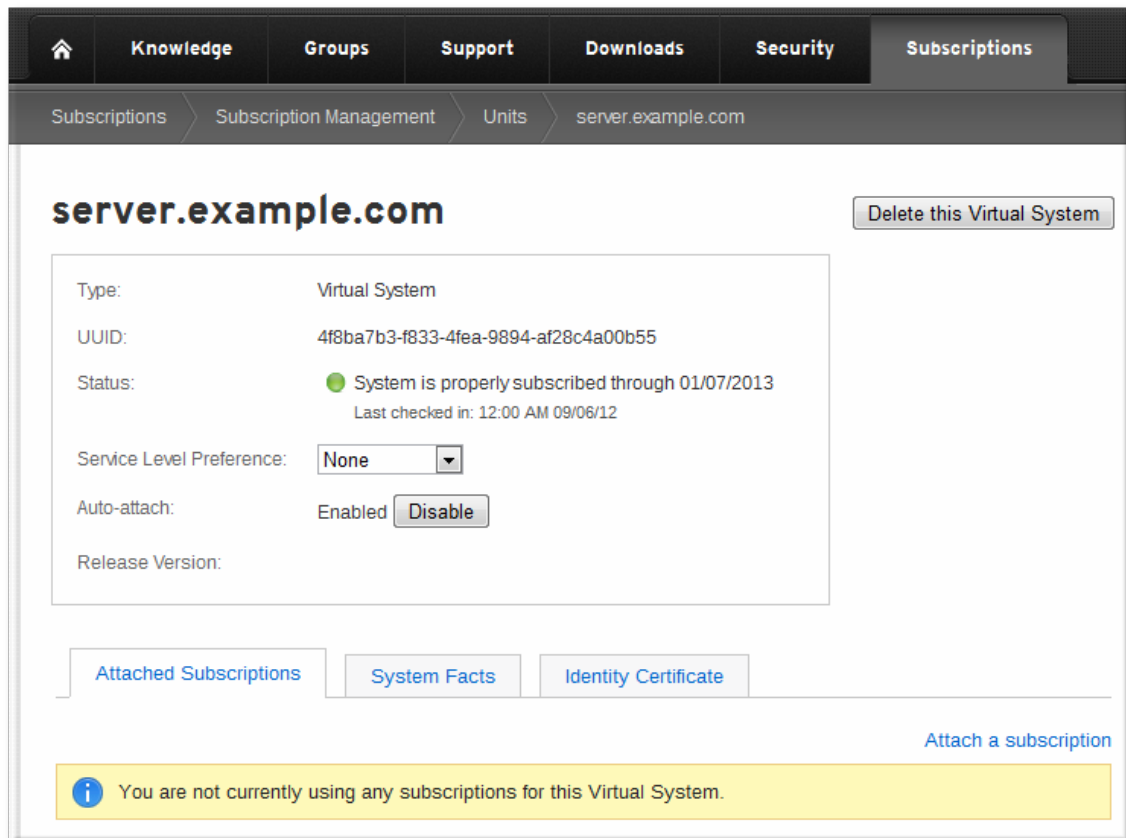 Knowledge Groups Support Downloads Security Subscriptions
Subscriptions Subscription Management Units server.example.com
server.example.com
Delete this Virtual System
Type: Virtual System
UUID: 4f8ba7b3-f833-4fea-9894-af28c4a00b55
Status: System is properly subscribed through 01/07/2013
Last checked in: 12:00 AM 09/06/12
Service Level Preference: None
Auto-attach: Enabled Disable
Release Version:
Attached Subscriptions System Facts Identity Certificate
Attach a subscription
You are not currently using any subscriptions for this Virtual System.